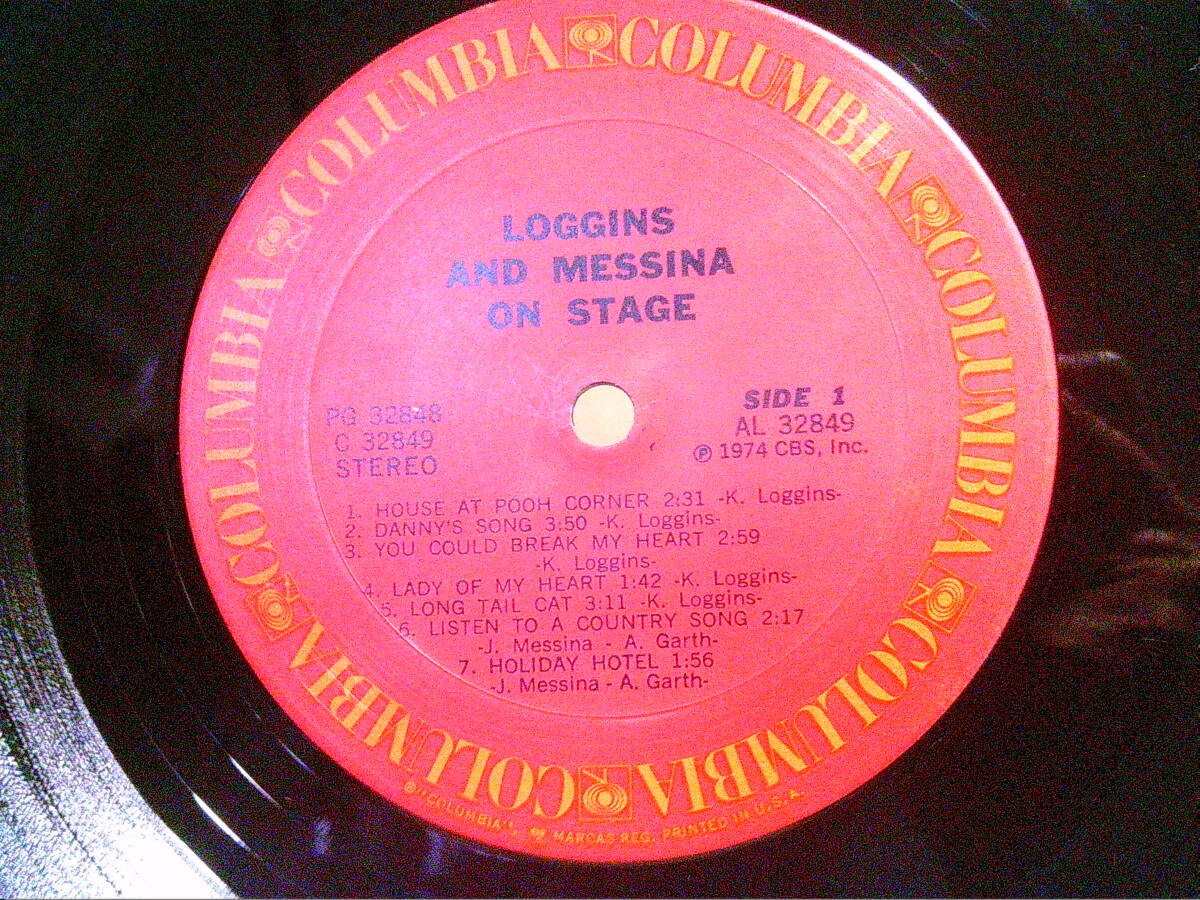 COLUMBIA COLUMBIA COLUMBIA COLUMBIA COLUMBIA COLUMBIA COLUMBIA COLUMBIA
LOGGINS
AND MESSINA
ON STAGE
PG 32848
C 32849
STEREO
SIDE 1
AL 32849
℗ 1974 CBS, Inc.
1. HOUSE AT POOH CORNER 2:31 -K. Loggins-
2. DANNY'S SONG 3:50 -K. Loggins-
3. YOU COULD BREAK MY HEART 2:59
-K. Loggins-
4. LADY OF MY HEART 1:42 -K. Loggins-
5. LONG TAIL CAT 3:11 -K. Loggins-
6. LISTEN TO A COUNTRY SONG 2:17
-J. Messina - A. Garth-
7. HOLIDAY HOTEL 1:56
-J. Messina - A. Garth-
® "COLUMBIA", MARCAS REG. PRINTED IN U.S.A.